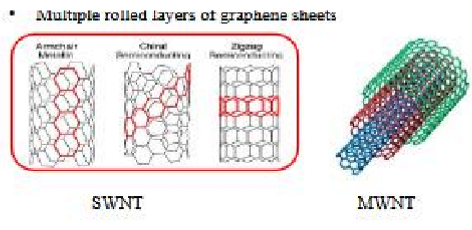 • Multiple rolled layers of graphene sheets
Armchair Chiral Zigzag
Metallic Semiconducting Semiconducting
SWNT MWNT